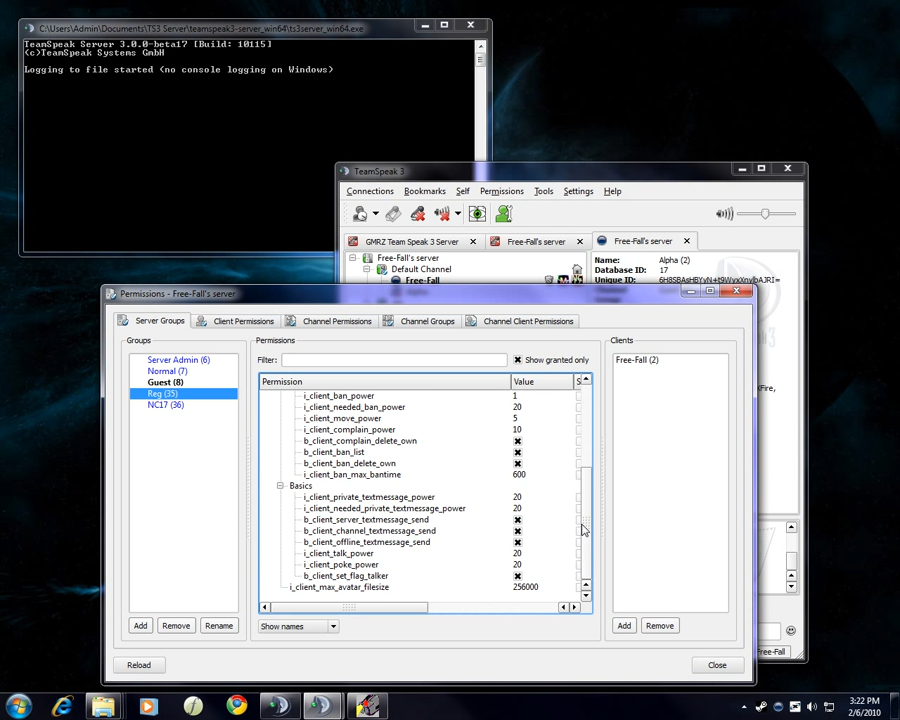 C:\Users\Admin\Documents\TS3 Server\teamspeak3-server_win64\ts3server_win64.exe
TeamSpeak Server 3.0.0-beta17 [Build: 10115]
(c)TeamSpeak Systems GmbH
Logging to file started (no console logging on Windows)
TeamSpeak 3
Connections Bookmarks Self Permissions Tools Settings Help
GMRZ Team Speak 3 Server Free-Fall's server Free-Fall's server
Free-Fall's server
Default Channel
Free-Fall
Name: Alpha (2)
Database ID: 17
Unique ID:
Permissions - Free-Fall's server
Server Groups Client Permissions Channel Permissions Channel Groups Channel Client Permissions
Groups
Server Admin (6)
Normal (7)
Guest (8)
Reg (35)
NC17 (36)
Add Remove Rename
Permissions
Filter: Show granted only
Permission Value S
i_client_ban_power 1
i_client_needed_ban_power 20
i_client_move_power 5
i_client_complain_power 10
b_client_complain_delete_own
b_client_ban_list
b_client_ban_delete_own
i_client_ban_max_bantime 600
Basics
i_client_private_textmessage_power 20
i_client_needed_private_textmessage_power 20
b_client_server_textmessage_send
b_client_channel_textmessage_send
b_client_offline_textmessage_send
i_client_talk_power 20
i_client_poke_power 20
b_client_set_flag_talker
i_client_max_avatar_filesize 256000
Show names
Clients
Free-Fall (2)
Add Remove
Reload Close
XFire,
Free-Fall
3:22 PM
2/6/2010